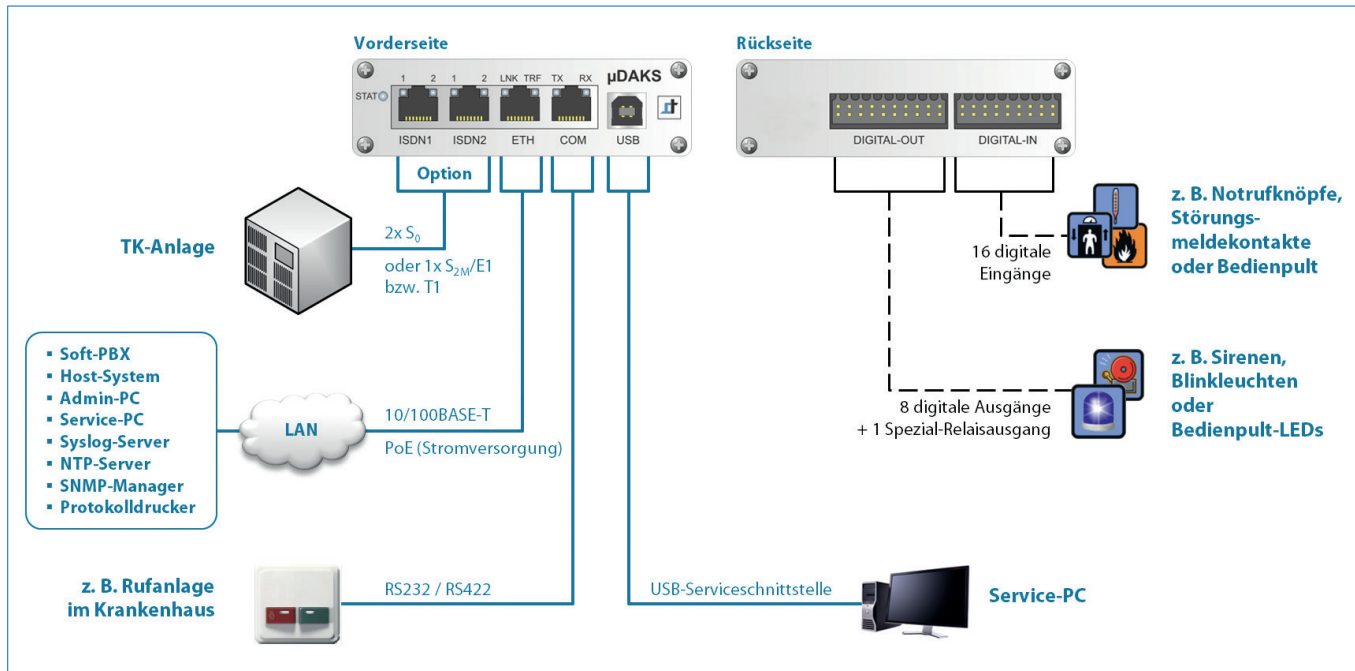 Vorderseite
Rückseite
1 2 1 2 LNK TRF TX RX µDAKS
STAT
ISDN1 ISDN2 ETH COM USB
DIGITAL-OUT DIGITAL-IN
Option
TK-Anlage
2x S₀
oder 1x S₂ₘ/E1
bzw. T1
16 digitale
Eingänge
z. B. Notrufknöpfe,
Störungs-
meldekontakte
oder Bedienpult
▪ Soft-PBX
▪ Host-System
▪ Admin-PC
▪ Service-PC
▪ Syslog-Server
▪ NTP-Server
▪ SNMP-Manager
▪ Protokolldrucker
LAN
10/100BASE-T
PoE (Stromversorgung)
8 digitale Ausgänge
+ 1 Spezial-Relaisausgang
z. B. Sirenen,
Blinkleuchten
oder
Bedienpult-LEDs
z. B. Rufanlage
im Krankenhaus
RS232 / RS422
USB-Serviceschnittstelle
Service-PC